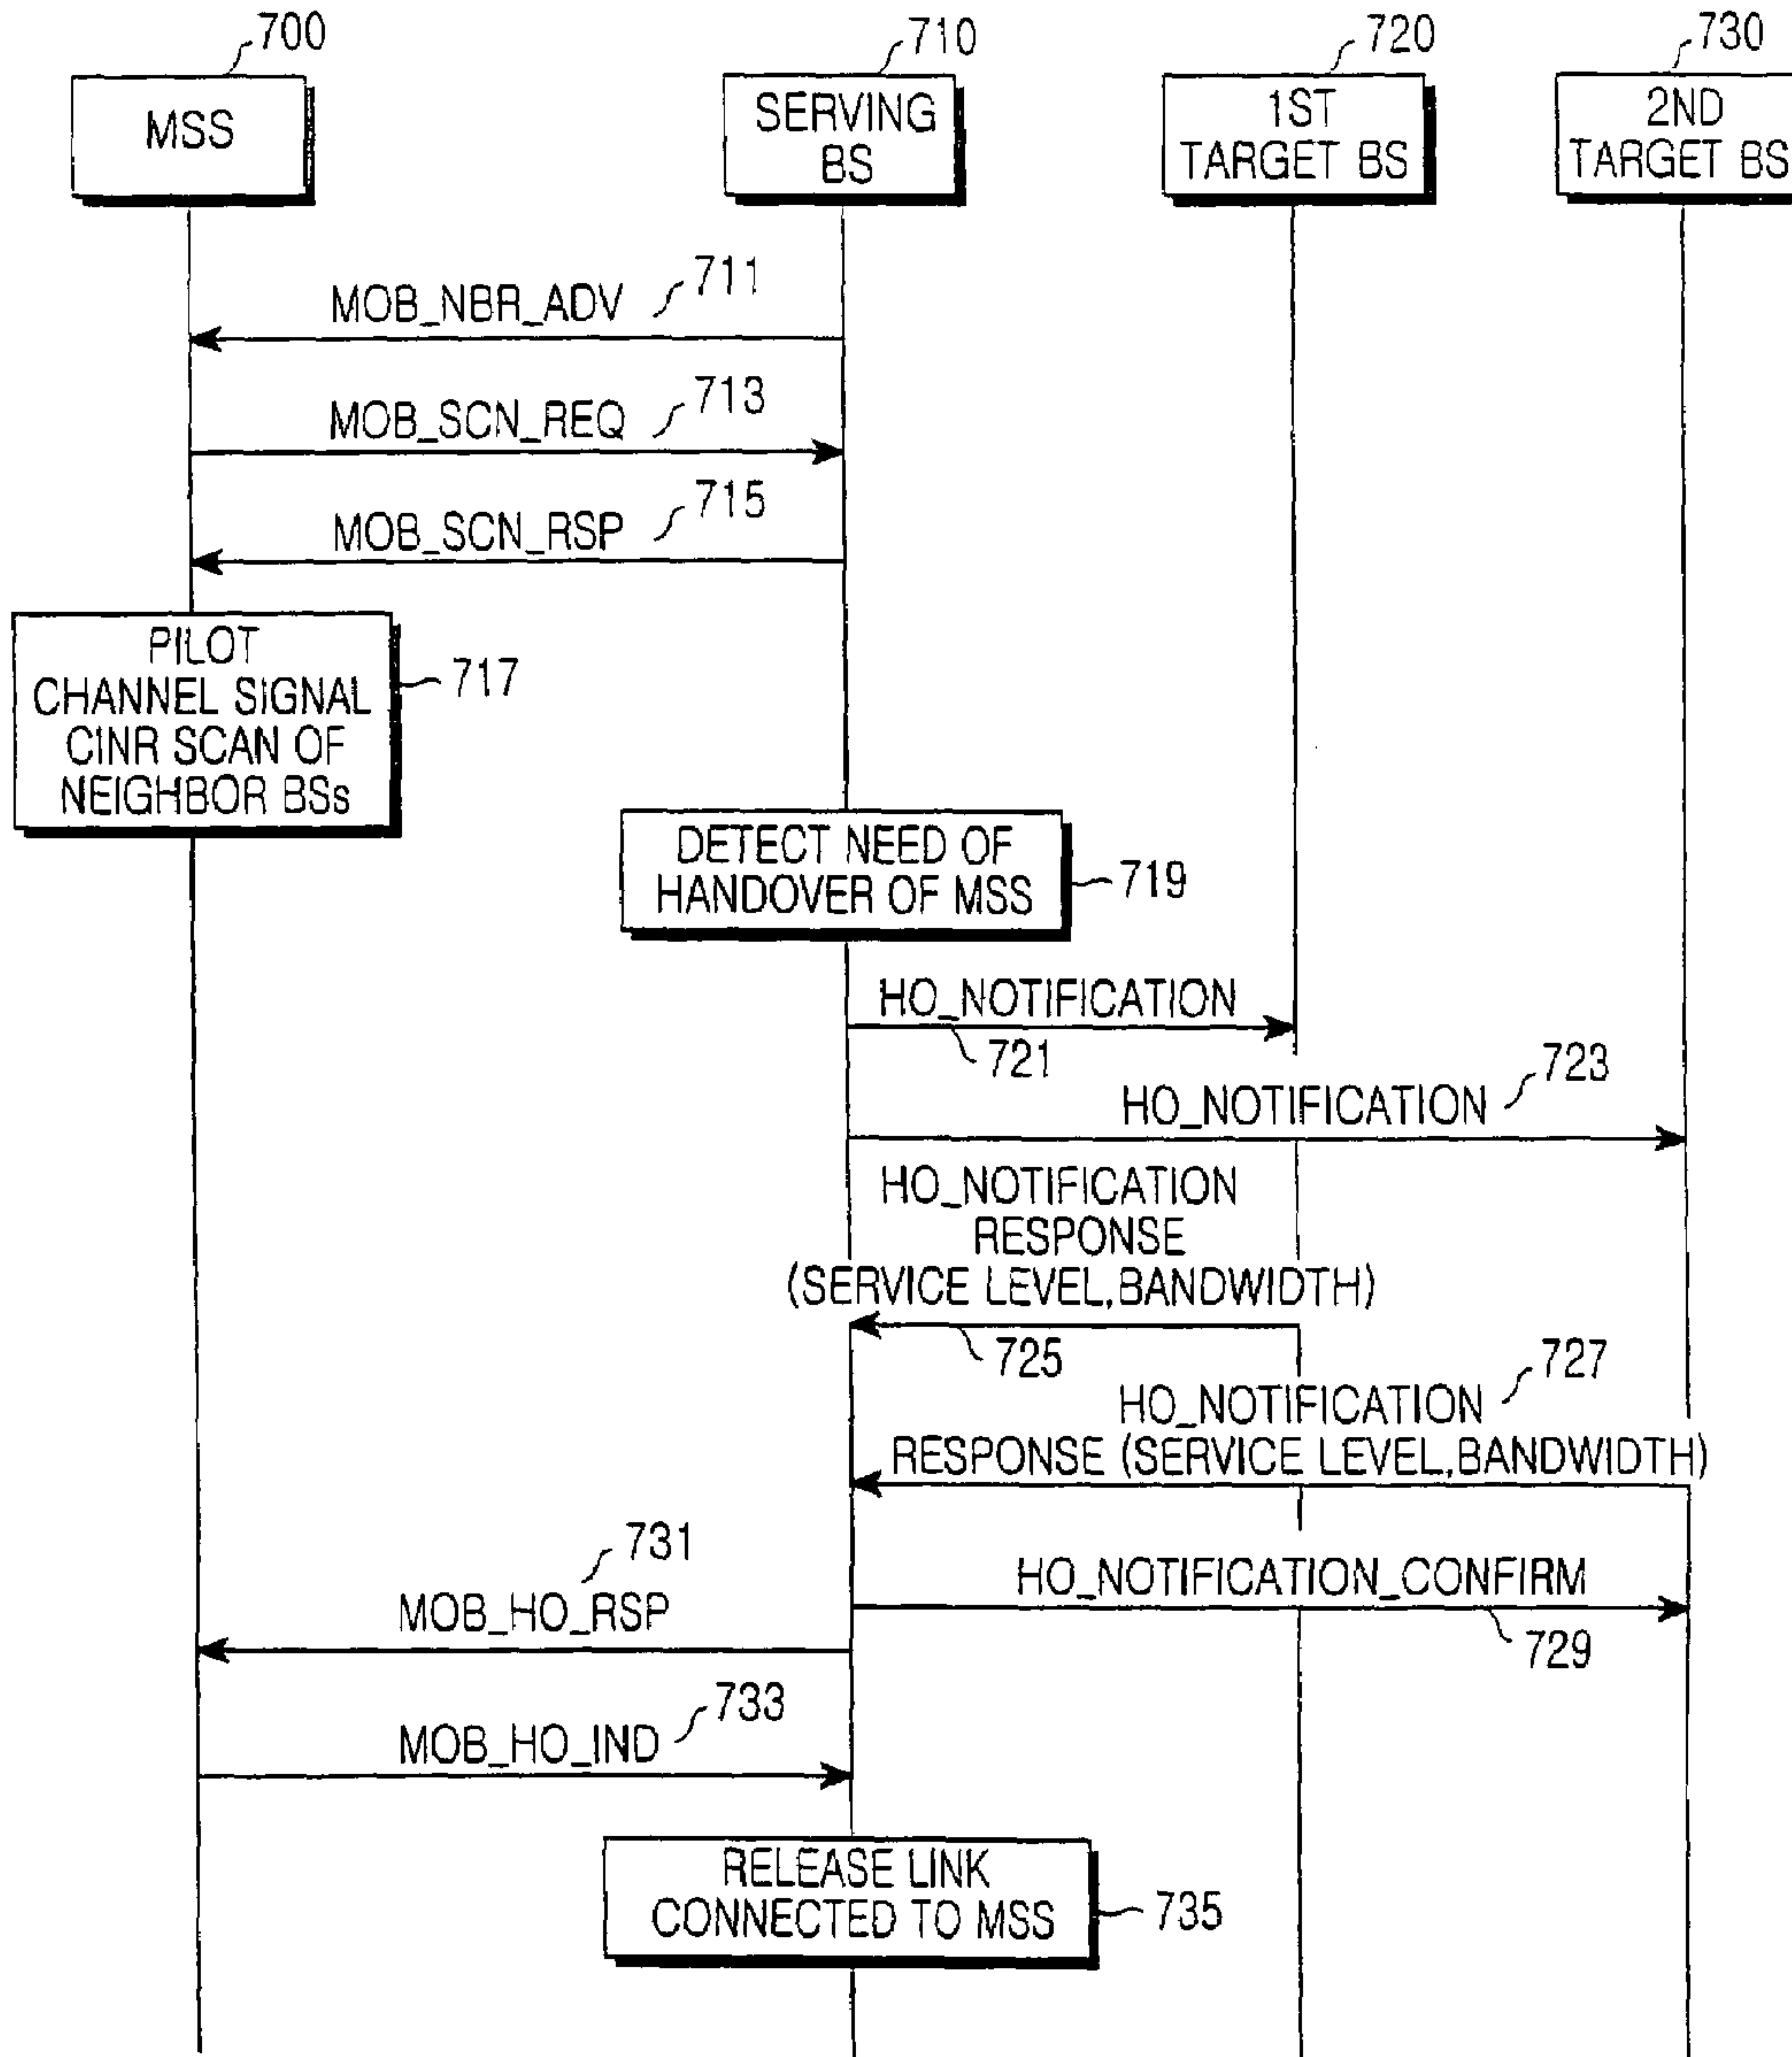 700
710
720
730
MSS
SERVING
BS
1ST
TARGET BS
2ND
TARGET BS
MOB_NBR_ADV
711
MOB_SCN_REQ
713
MOB_SCN_RSP
715
PILOT
CHANNEL SIGNAL
CINR SCAN OF
NEIGHBOR BSs
717
DETECT NEED OF
HANDOVER OF MSS
719
HO_NOTIFICATION
721
HO_NOTIFICATION
723
HO_NOTIFICATION
RESPONSE
(SERVICE LEVEL,BANDWIDTH)
725
727
HO_NOTIFICATION
RESPONSE (SERVICE LEVEL,BANDWIDTH)
HO_NOTIFICATION_CONFIRM
729
731
MOB_HO_RSP
733
MOB_HO_IND
RELEASE LINK
CONNECTED TO MSS
735